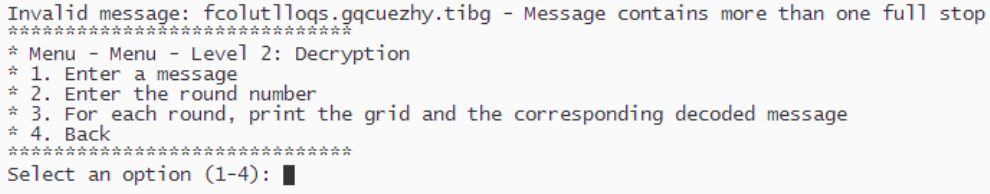 Invalid message: fcolutlloqs.gqcuezhy.tibg - Message contains more than one full stop
******************************
* Menu - Menu - Level 2: Decryption
* 1. Enter a message
* 2. Enter the round number
* 3. For each round, print the grid and the corresponding decoded message
* 4. Back
******************************
Select an option (1-4):